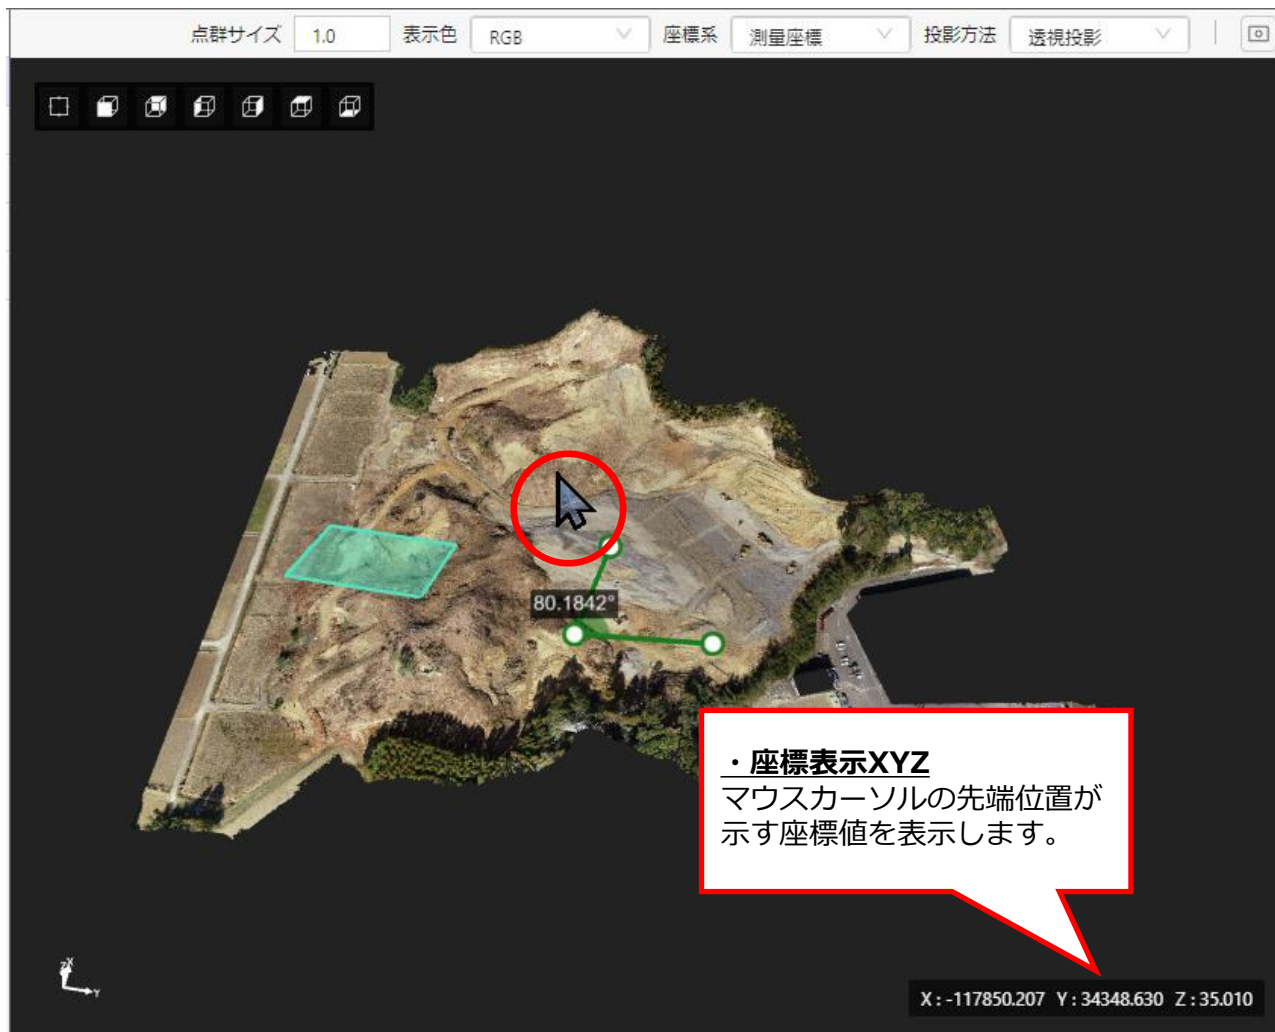 点群サイズ 1.0 表示色 RGB 座標系 測量座標 投影方法 透視投影
80.1842°
・座標表示XYZ
マウスカーソルの先端位置が
示す座標値を表示します。
Z X
Y
X : -117850.207 Y : 34348.630 Z : 35.010